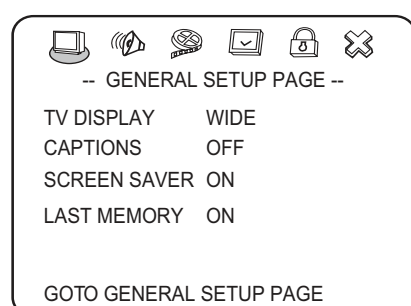 -- GENERAL SETUP PAGE --
TV DISPLAY WIDE
CAPTIONS OFF
SCREEN SAVER ON
LAST MEMORY ON
GOTO GENERAL SETUP PAGE